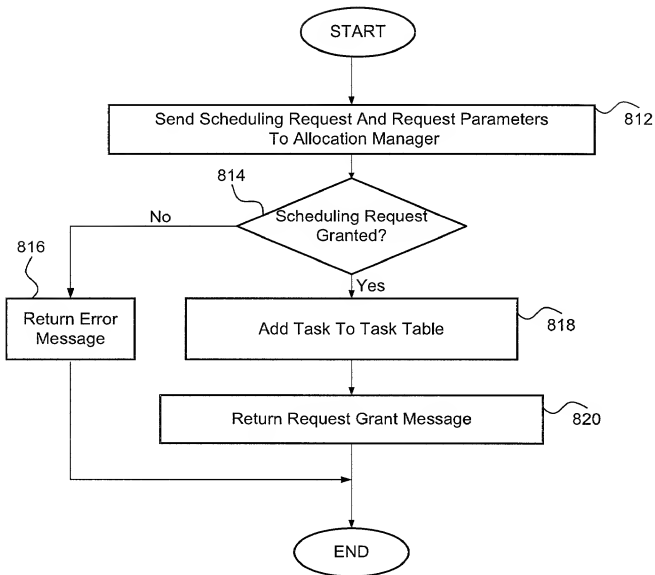 START
Send Scheduling Request And Request Parameters
To Allocation Manager
812
814
Scheduling Request
Granted?
No
Yes
816
Return Error
Message
Add Task To Task Table
818
Return Request Grant Message
820
END